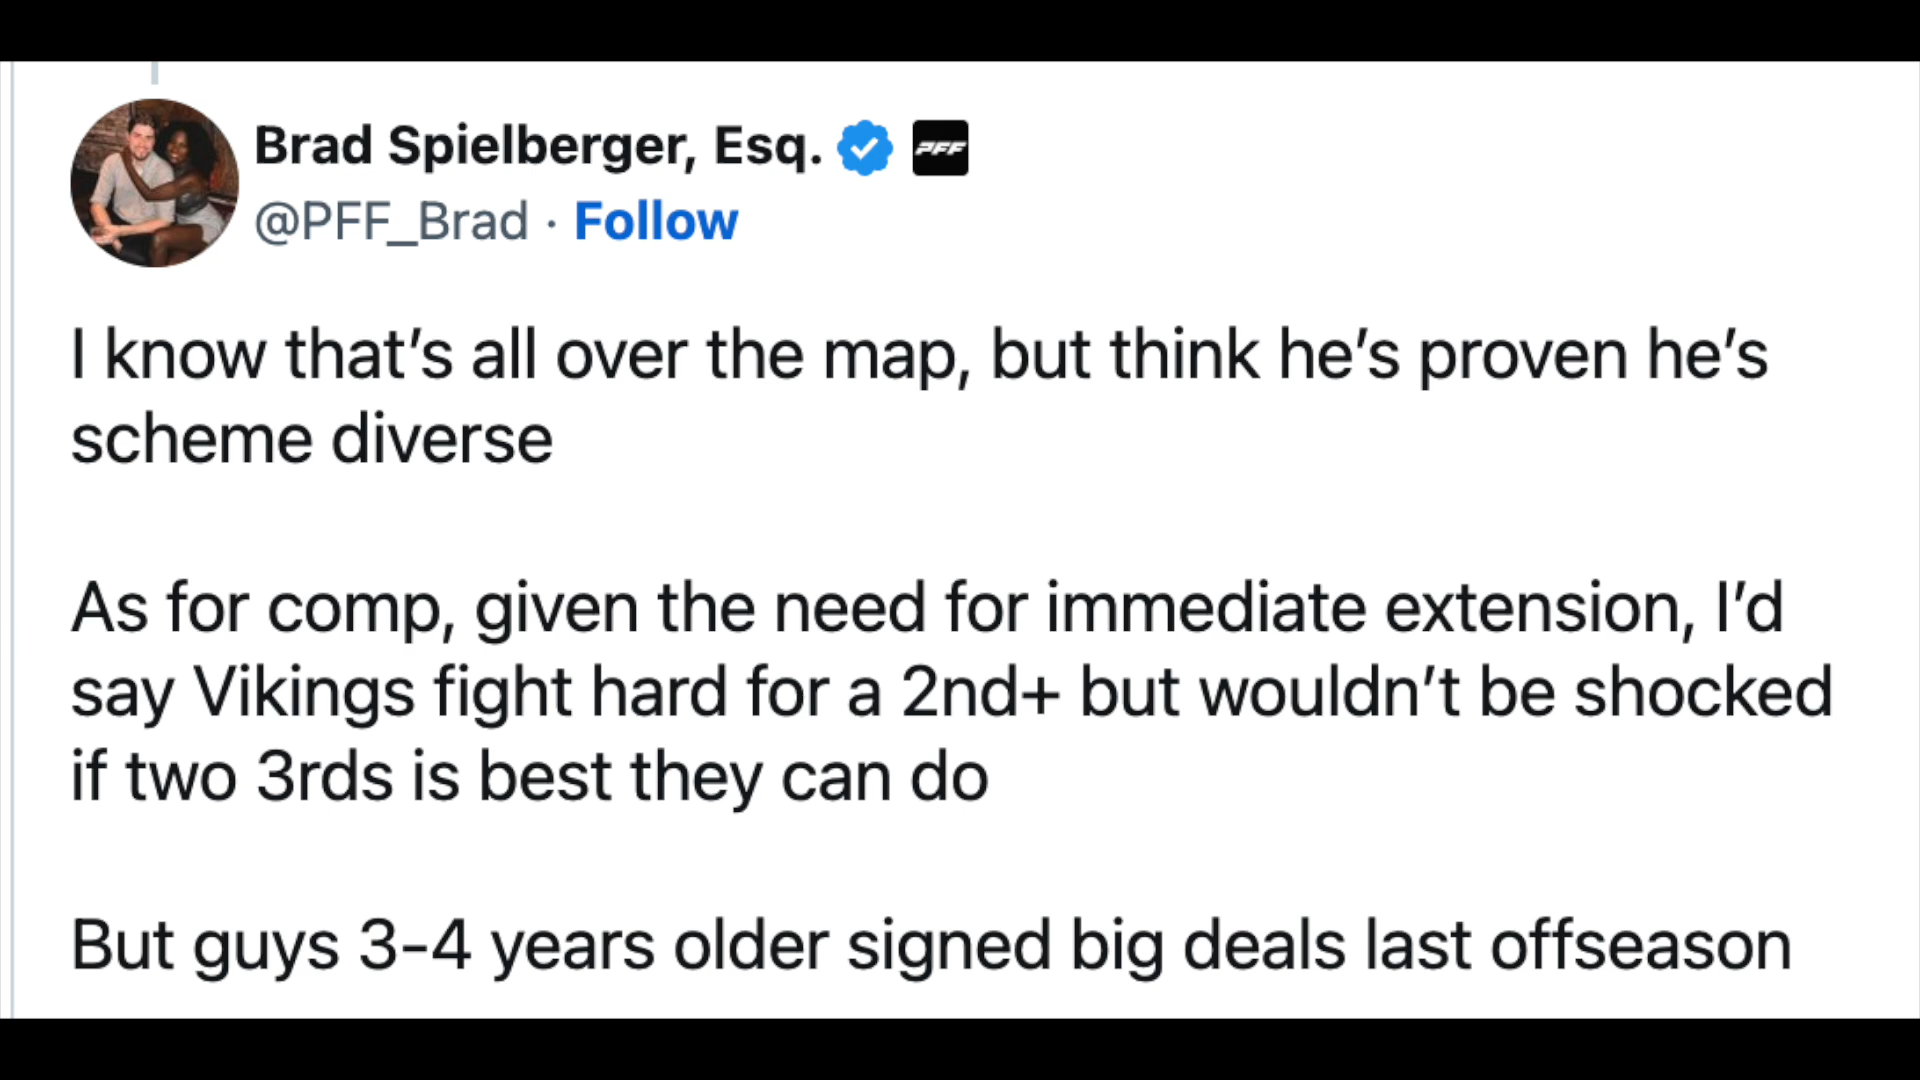 Brad Spielberger, Esq. PFF
@PFF_Brad · Follow
I know that’s all over the map, but think he’s proven he’s
scheme diverse
As for comp, given the need for immediate extension, I’d
say Vikings fight hard for a 2nd+ but wouldn’t be shocked
if two 3rds is best they can do
But guys 3-4 years older signed big deals last offseason